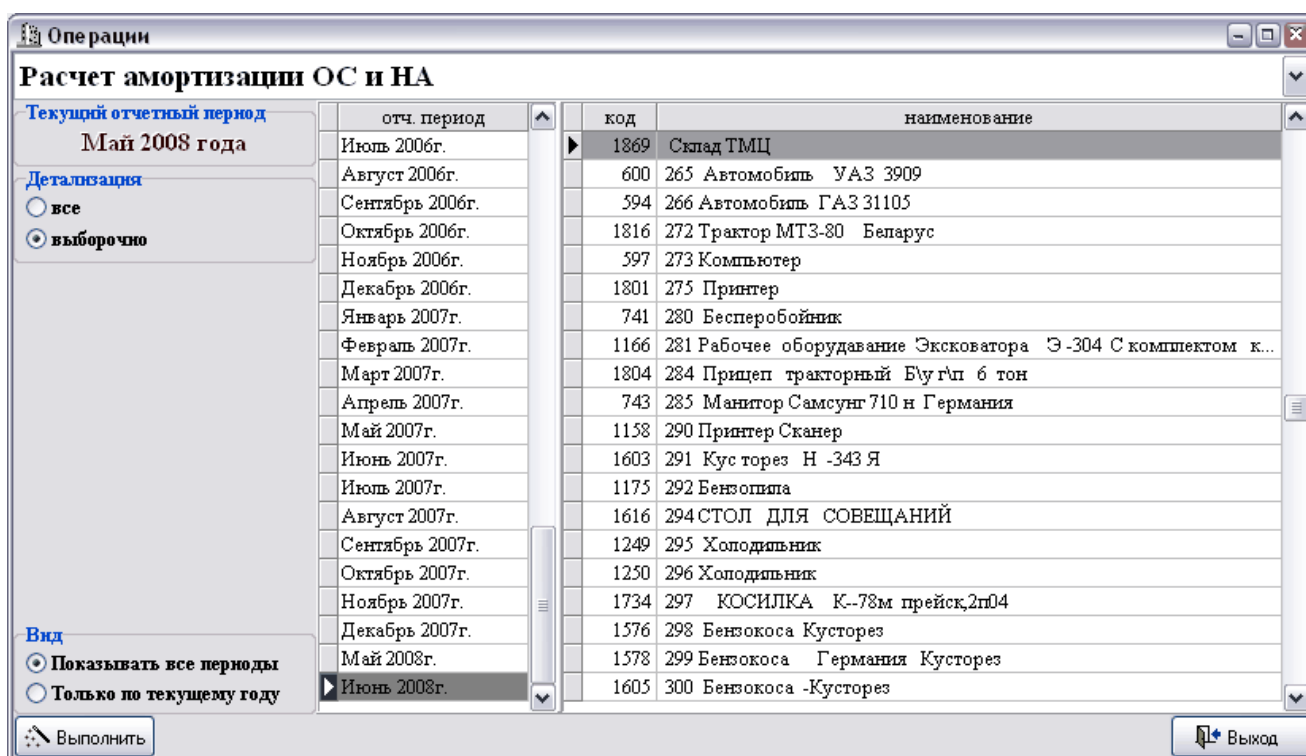 Операции
Расчет амортизации ОС и НА
Текущий отчетный период
Май 2008 года
Детализация
все
выборочно
Вид
Показывать все периоды
Только по текущему году
отч. период
Июль 2006г.
Август 2006г.
Сентябрь 2006г.
Октябрь 2006г.
Ноябрь 2006г.
Декабрь 2006г.
Январь 2007г.
Февраль 2007г.
Март 2007г.
Апрель 2007г.
Май 2007г.
Июнь 2007г.
Июль 2007г.
Август 2007г.
Сентябрь 2007г.
Октябрь 2007г.
Ноябрь 2007г.
Декабрь 2007г.
Май 2008г.
Июнь 2008г.
код наименование
1869 Склад ТМЦ
600 265 Автомобиль УАЗ 3909
594 266 Автомобиль ГАЗ 31105
1816 272 Трактор МТЗ-80 Беларус
597 273 Компьютер
1801 275 Принтер
741 280 Бесперобойник
1166 281 Рабочее оборудавание Эксковатора Э -304 С комплектом к...
1804 284 Прицеп тракторный Б\у г\п 6 тон
743 285 Манитор Самсунг 710 н Германия
1158 290 Принтер Сканер
1603 291 Кус торез Н -343 Я
1175 292 Бензопила
1616 294 СТОЛ ДЛЯ СОВЕЩАНИЙ
1249 295 Холодильник
1250 296 Холодильник
1734 297 КОСИЛКА К--78м прейск,2п04
1576 298 Бензокоса Кусторез
1578 299 Бензокоса Германия Кусторез
1605 300 Бензокоса -Кусторез
Выполнить
Выход